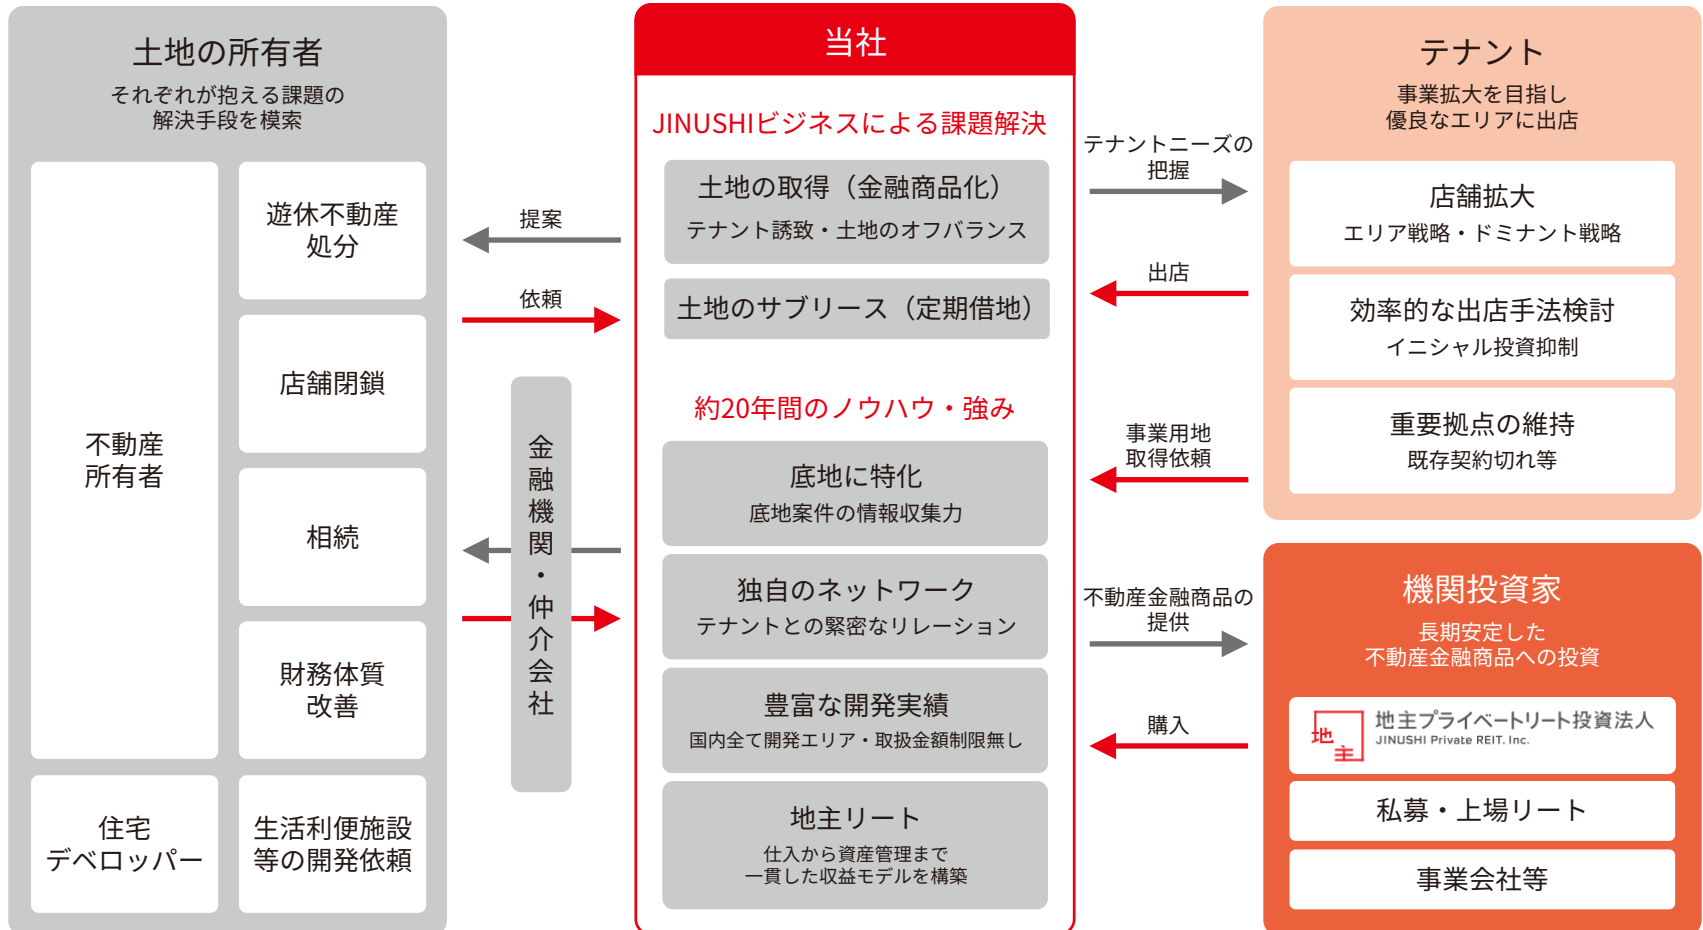 土地の所有者
それぞれが抱える課題の
解決手段を模索
不動産
所有者
遊休不動産
処分
店舗閉鎖
相続
財務体質
改善
住宅
デベロッパー
生活利便施設
等の開発依頼
提案
依頼
金融機関・仲介会社
当社
JINUSHIビジネスによる課題解決
土地の取得（金融商品化）
テナント誘致・土地のオフバランス
土地のサブリース（定期借地）
約20年間のノウハウ・強み
底地に特化
底地案件の情報収集力
独自のネットワーク
テナントとの緊密なリレーション
豊富な開発実績
国内全て開発エリア・取扱金額制限無し
地主リート
仕入から資産管理まで
一貫した収益モデルを構築
テナントニーズの
把握
出店
事業用地
取得依頼
不動産金融商品の
提供
購入
テナント
事業拡大を目指し
優良なエリアに出店
店舗拡大
エリア戦略・ドミナント戦略
効率的な出店手法検討
イニシャル投資抑制
重要拠点の維持
既存契約切れ等
機関投資家
長期安定した
不動産金融商品への投資
地主
地主プライベートリート投資法人
JINUSHI Private REIT, Inc.
私募・上場リート
事業会社等